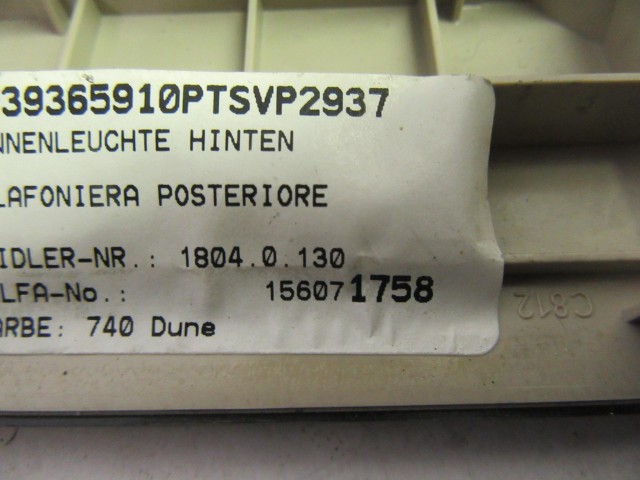 39365910PTSVP2937
NNENLEUCHTE HINTEN
LAFONIERA POSTERIORE
IDLER-NR.: 1804.0.130
LFA-No.: 156071758
ARBE: 740 Dune
C812